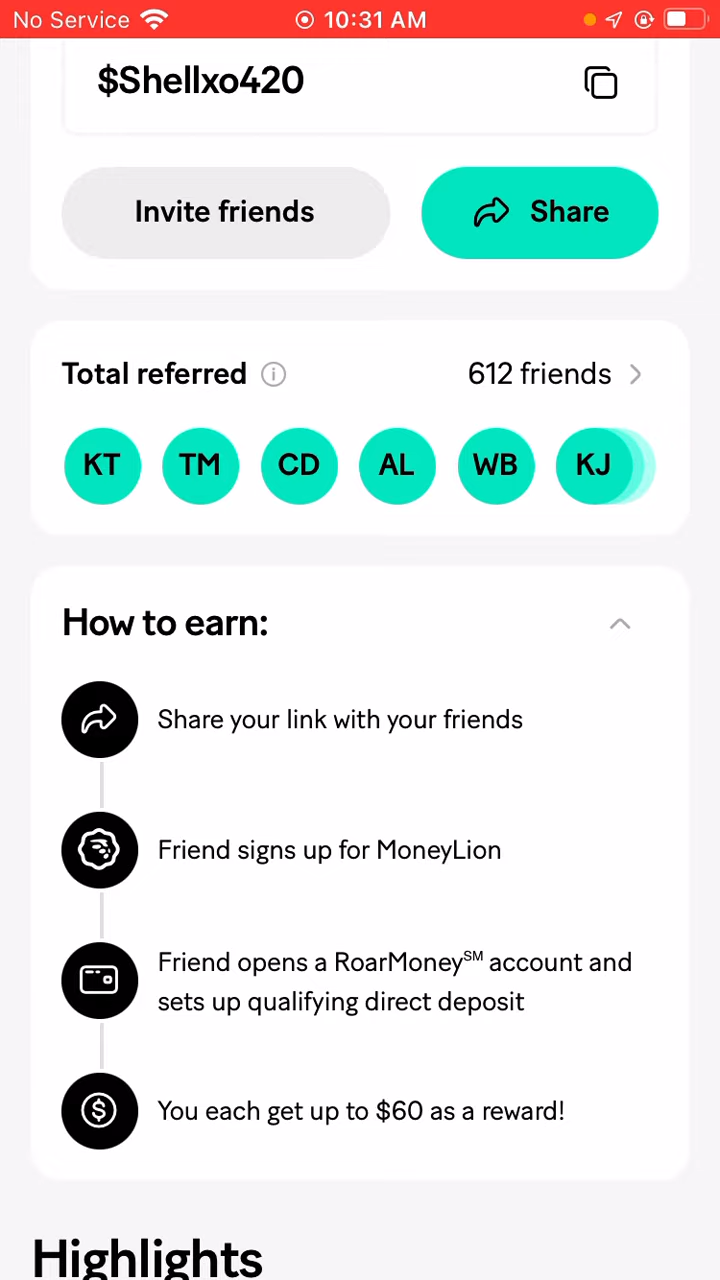 No Service 10:31 AM
$Shellxo420
Invite friends Share
Total referred 612 friends
KT TM CD AL WB KJ
How to earn:
Share your link with your friends
Friend signs up for MoneyLion
Friend opens a RoarMoney℠ account and
sets up qualifying direct deposit
You each get up to $60 as a reward!
Highlights